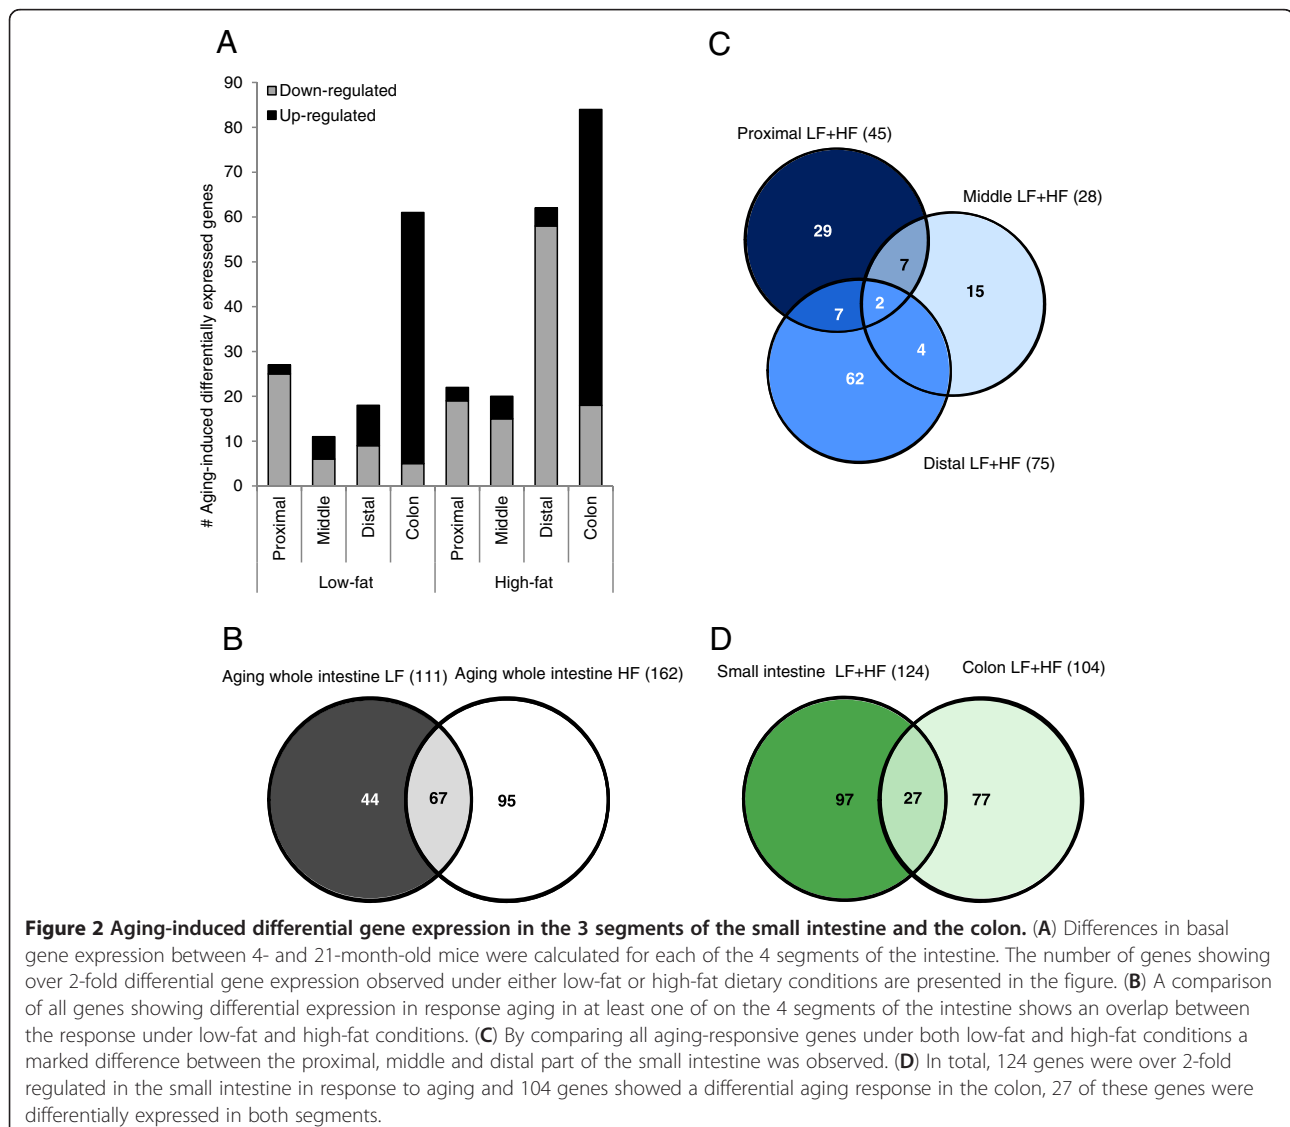 A
90
80
70
60
50
40
30
20
10
0
# Aging-induced differentially expressed genes
Down-regulated
Up-regulated
Proximal
Middle
Distal
Colon
Proximal
Middle
Distal
Colon
Low-fat
High-fat
C
Proximal LF+HF (45)
Middle LF+HF (28)
29
7
15
2
7
4
62
Distal LF+HF (75)
B
Aging whole intestine LF (111)
Aging whole intestine HF (162)
44
67
95
D
Small intestine LF+HF (124)
Colon LF+HF (104)
97
27
77
Figure 2 Aging-induced differential gene expression in the 3 segments of the small intestine and the colon. (A) Differences in basal
gene expression between 4- and 21-month-old mice were calculated for each of the 4 segments of the intestine. The number of genes showing
over 2-fold differential gene expression observed under either low-fat or high-fat dietary conditions are presented in the figure. (B) A comparison
of all genes showing differential expression in response aging in at least one of on the 4 segments of the intestine shows an overlap between
the response under low-fat and high-fat conditions. (C) By comparing all aging-responsive genes under both low-fat and high-fat conditions a
marked difference between the proximal, middle and distal part of the small intestine was observed. (D) In total, 124 genes were over 2-fold
regulated in the small intestine in response to aging and 104 genes showed a differential aging response in the colon, 27 of these genes were
differentially expressed in both segments.